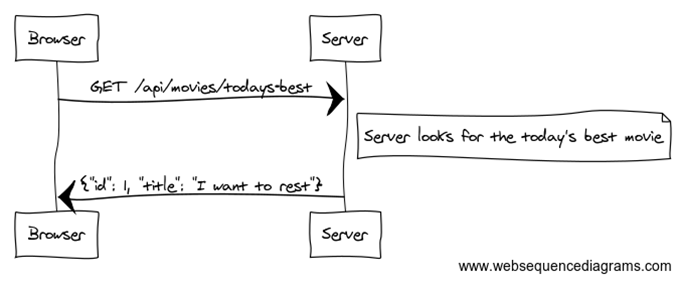 Browser
Server
GET /api/movies/todays-best
Server looks for the today's best movie
{"id": 1, "title": "I want to rest"}
Browser
Server
www.websequencediagrams.com